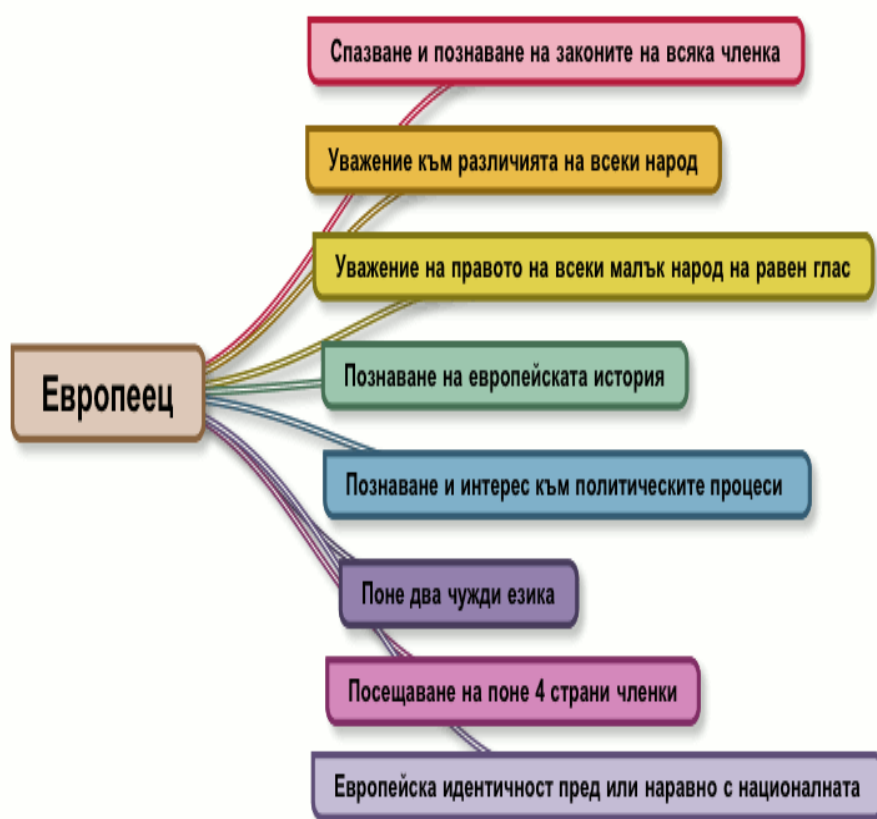 Спазване и познаване на законите на всяка членка
Уважение към различията на всеки народ
Уважение на правото на всеки малък народ на равен глас
Европеец
Познаване на европейската история
Познаване и интерес към политическите процеси
Поне два чужди езика
Посещаване на поне 4 страни членки
Европейска идентичност пред или наравно с националната